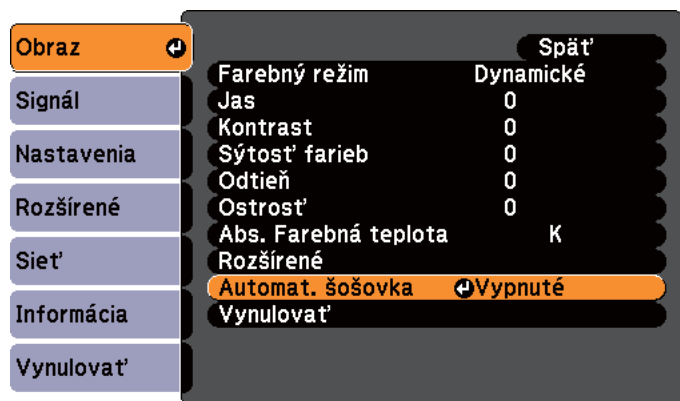 Obraz
Signál
Nastavenia
Rozšírené
Sieť
Informácia
Vynulovať
Späť
Farebný režim Dynamické
Jas 0
Kontrast 0
Sýtosť farieb 0
Odtieň 0
Ostrosť 0
Abs. Farebná teplota K
Rozšírené
Automat. šošovka Vypnuté
Vynulovať